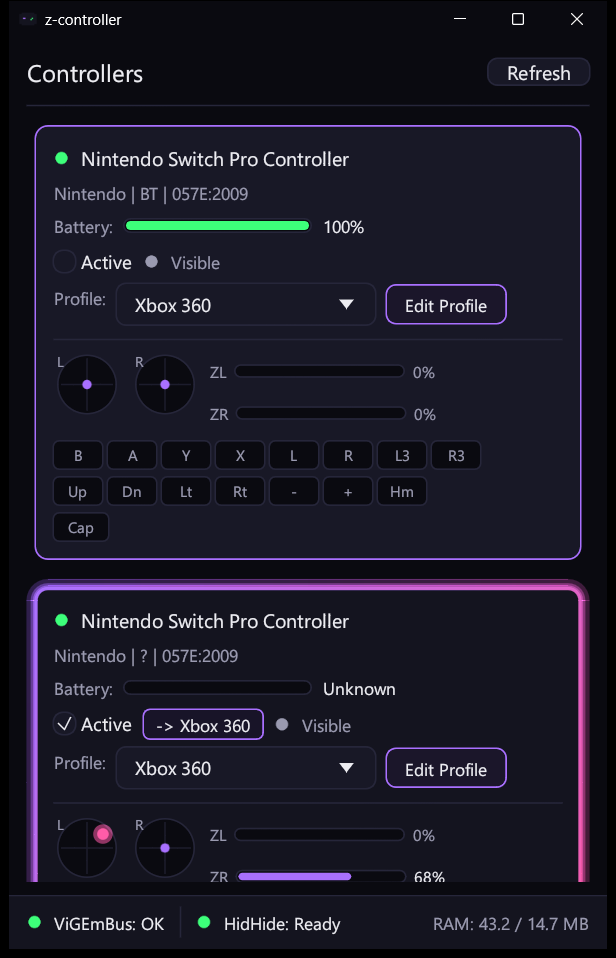 z-controller
Controllers
Refresh
Nintendo Switch Pro Controller
Nintendo | BT | 057E:2009
Battery: 100%
Active Visible
Profile: Xbox 360 Edit Profile
L R ZL 0%
ZR 0%
B A Y X L R L3 R3
Up Dn Lt Rt - + Hm
Cap
Nintendo Switch Pro Controller
Nintendo | ? | 057E:2009
Battery: Unknown
Active -> Xbox 360 Visible
Profile: Xbox 360 Edit Profile
L R ZL 0%
ZR 68%
ViGEmBus: OK HidHide: Ready RAM: 43.2 / 14.7 MB